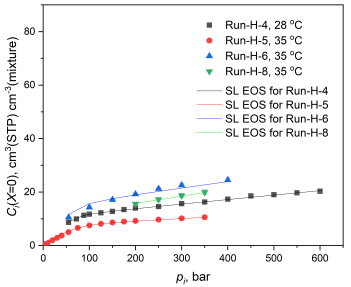 80
60
40
20
0
C_i(X=0), cm3(STP) cm-3(mixture)
Run-H-4, 28 °C
Run-H-5, 35 °C
Run-H-6, 35 °C
Run-H-8, 35 °C
SL EOS for Run-H-4
SL EOS for Run-H-5
SL EOS for Run-H-6
SL EOS for Run-H-8
0 100 200 300 400 500 600
p_i, bar